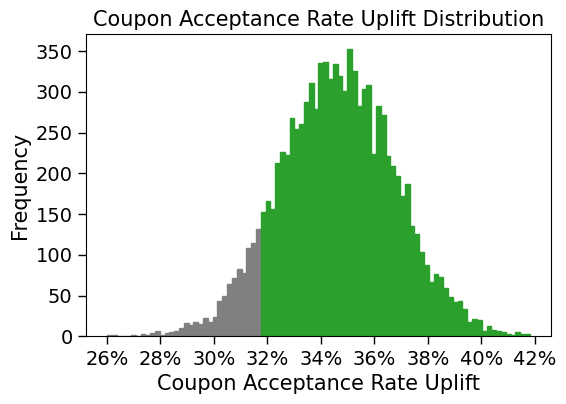 Coupon Acceptance Rate Uplift Distribution
Frequency
350
300
250
200
150
100
50
0
26% 28% 30% 32% 34% 36% 38% 40% 42%
Coupon Acceptance Rate Uplift